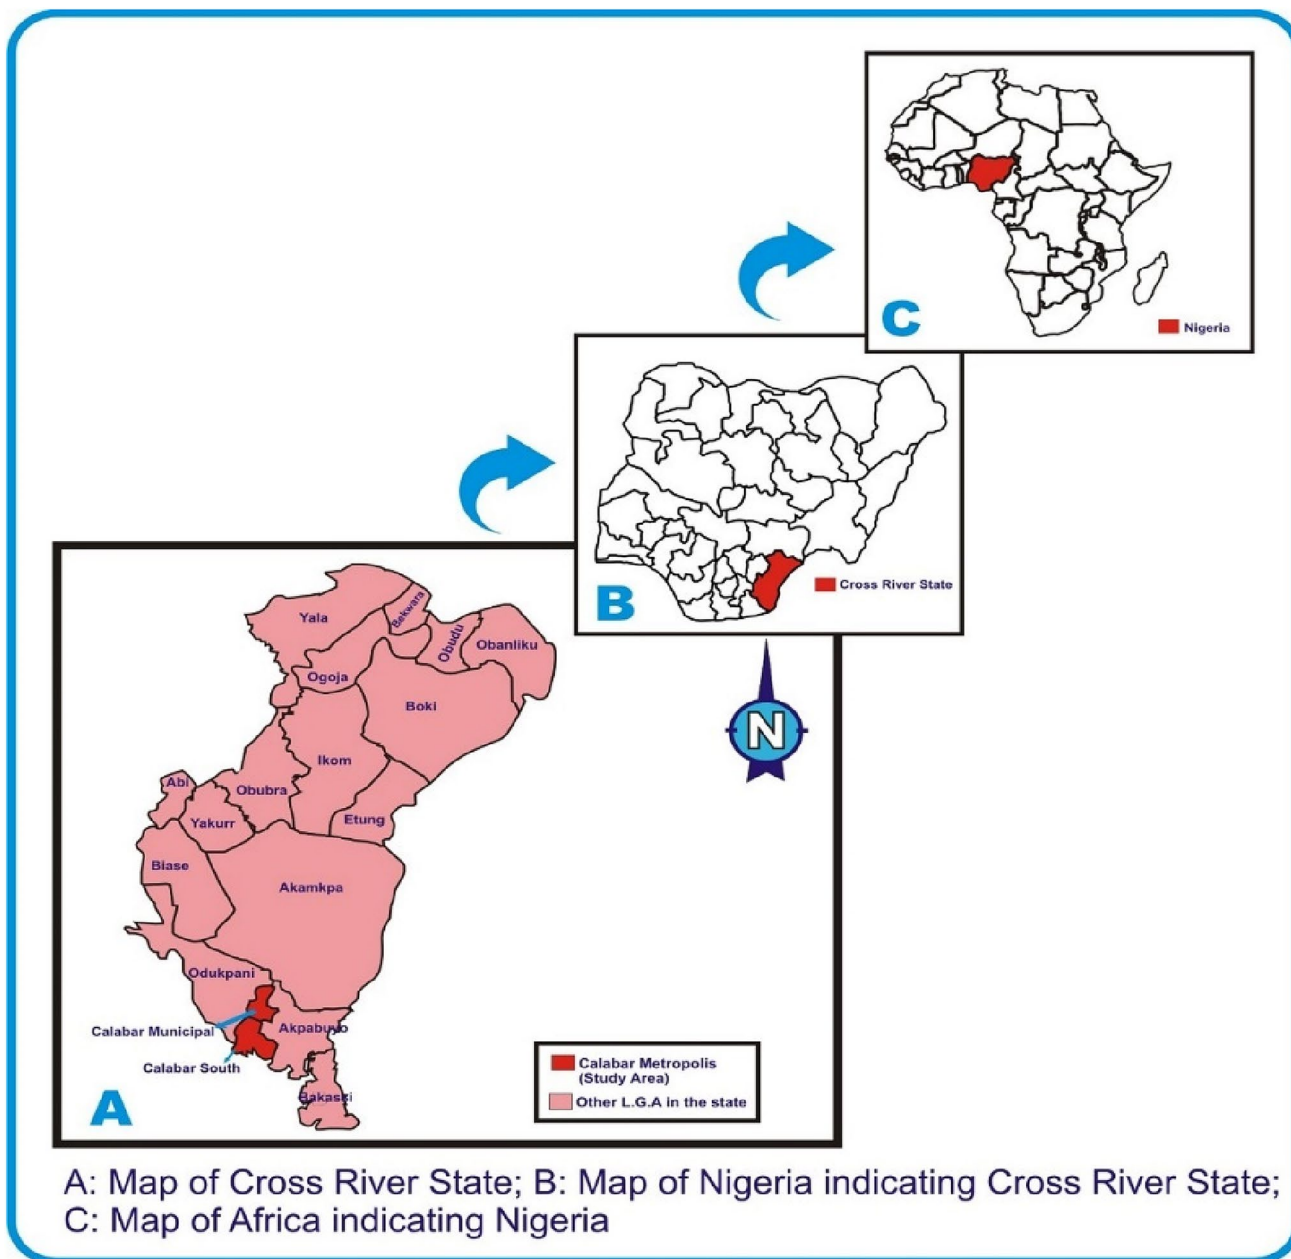 C
Nigeria
B
Cross River State
N
Yala
Bekwara
Obudu
Obanliku
Ogoja
Boki
Ikom
Abi
Obubra
Yakurr
Etung
Biase
Akamkpa
Odukpani
Calabar Municipal
Akpabuyo
Calabar South
Bakassi
A
Calabar Metropolis
(Study Area)
Other L.G.A in the state
A: Map of Cross River State; B: Map of Nigeria indicating Cross River State;
C: Map of Africa indicating Nigeria